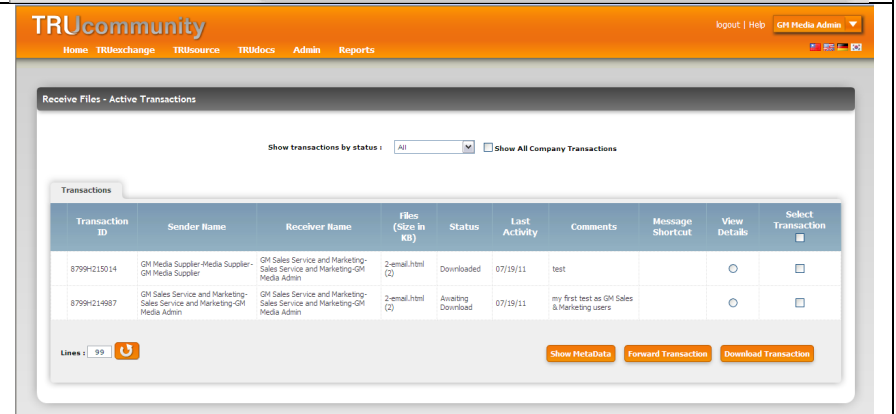 TRUcommunity
logout | Help GM Media Admin
Home TRUexchange TRUsource TRUdocs Admin Reports
Receive Files - Active Transactions
Show transactions by status : All Show All Company Transactions
Transactions
Transaction ID Sender Name Receiver Name Files (Size in KB) Status Last Activity Comments Message Shortcut View Details Select Transaction
8799H215014 GM Media Supplier-Media Supplier-GM Media Supplier GM Sales Service and Marketing-Sales Service and Marketing-GM Media Admin 2-email.html (2) Downloaded 07/19/11 test
8799H214987 GM Sales Service and Marketing-Sales Service and Marketing-GM Media Admin GM Sales Service and Marketing-Sales Service and Marketing-GM Media Admin 2-email.html (2) Awaiting Download 07/19/11 my first test as GM Sales & Marketing users
Lines : 99
Show MetaData Forward Transaction Download Transaction